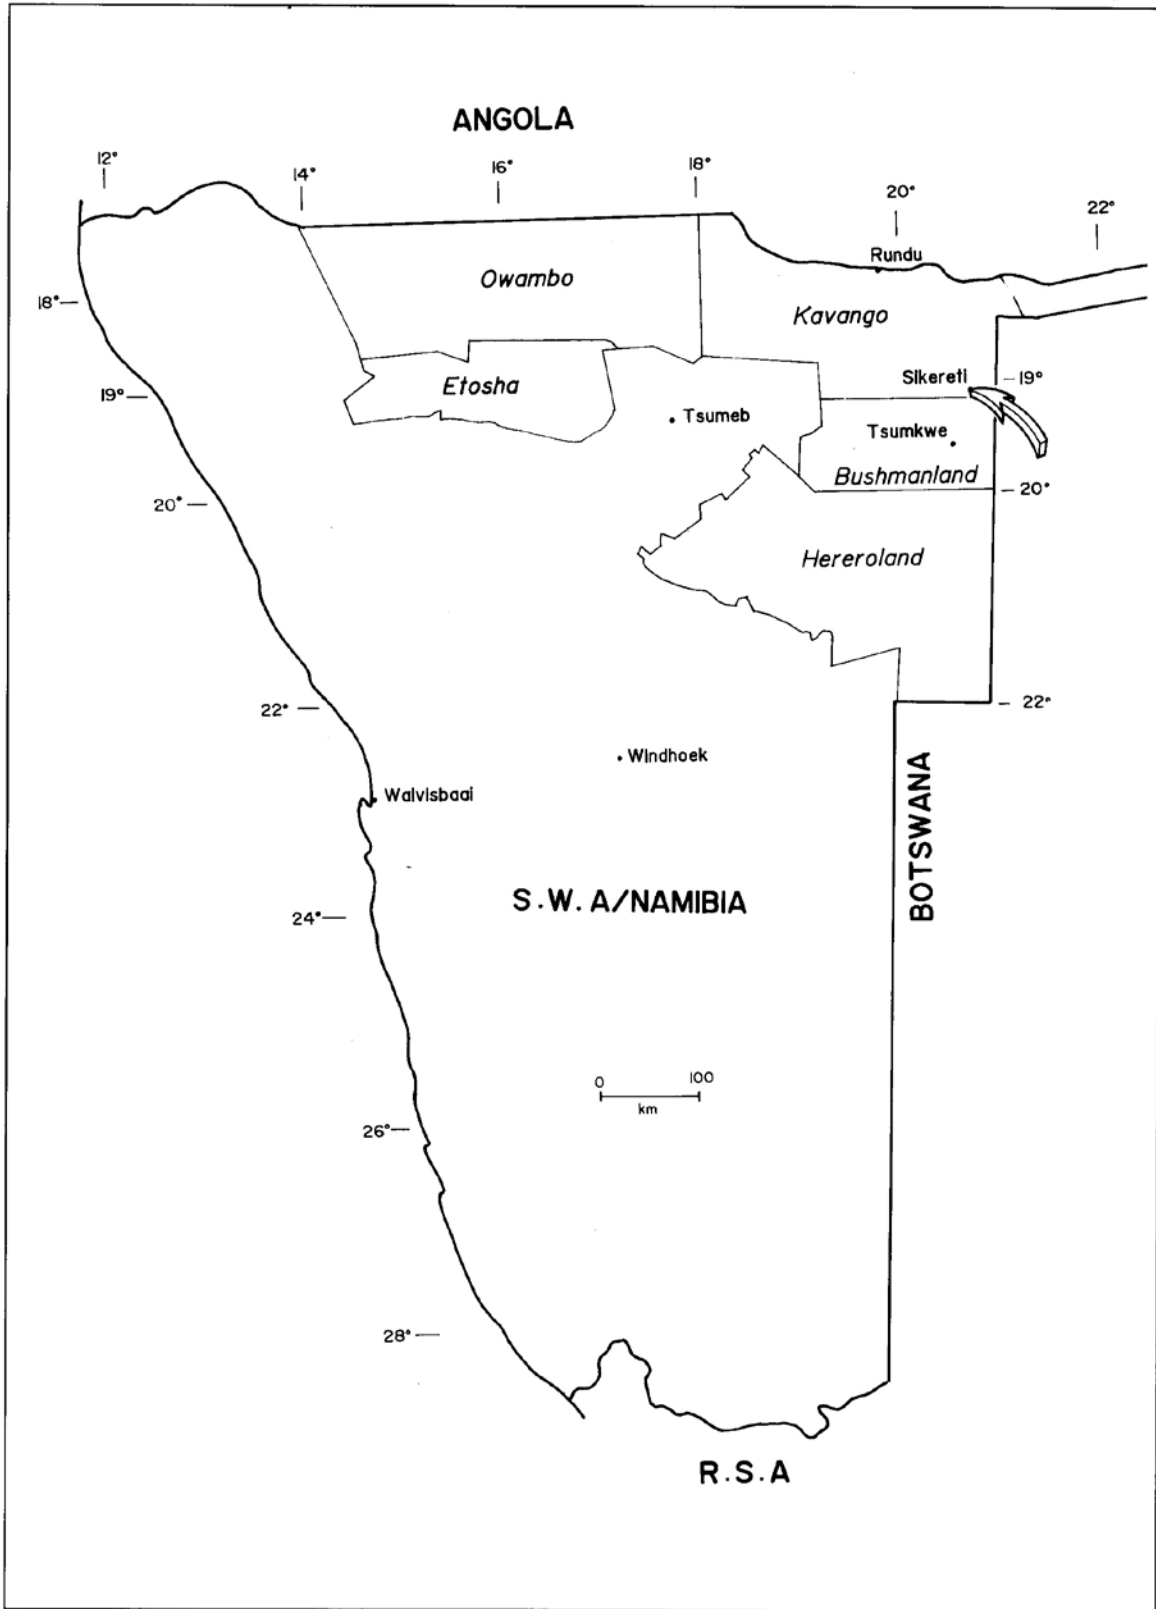 ANGOLA
12°
14°
16°
18°
20°
22°
Rundu
Owambo
18°
Kavango
Sikereti
19°
Etosha
19°
Tsumeb
Tsumkwe
Bushmanland
20°
20°
Hereroland
22°
22°
Windhoek
Walvisbaai
BOTSWANA
S.W.A/NAMIBIA
24°
0 100
km
26°
28°
R.S.A